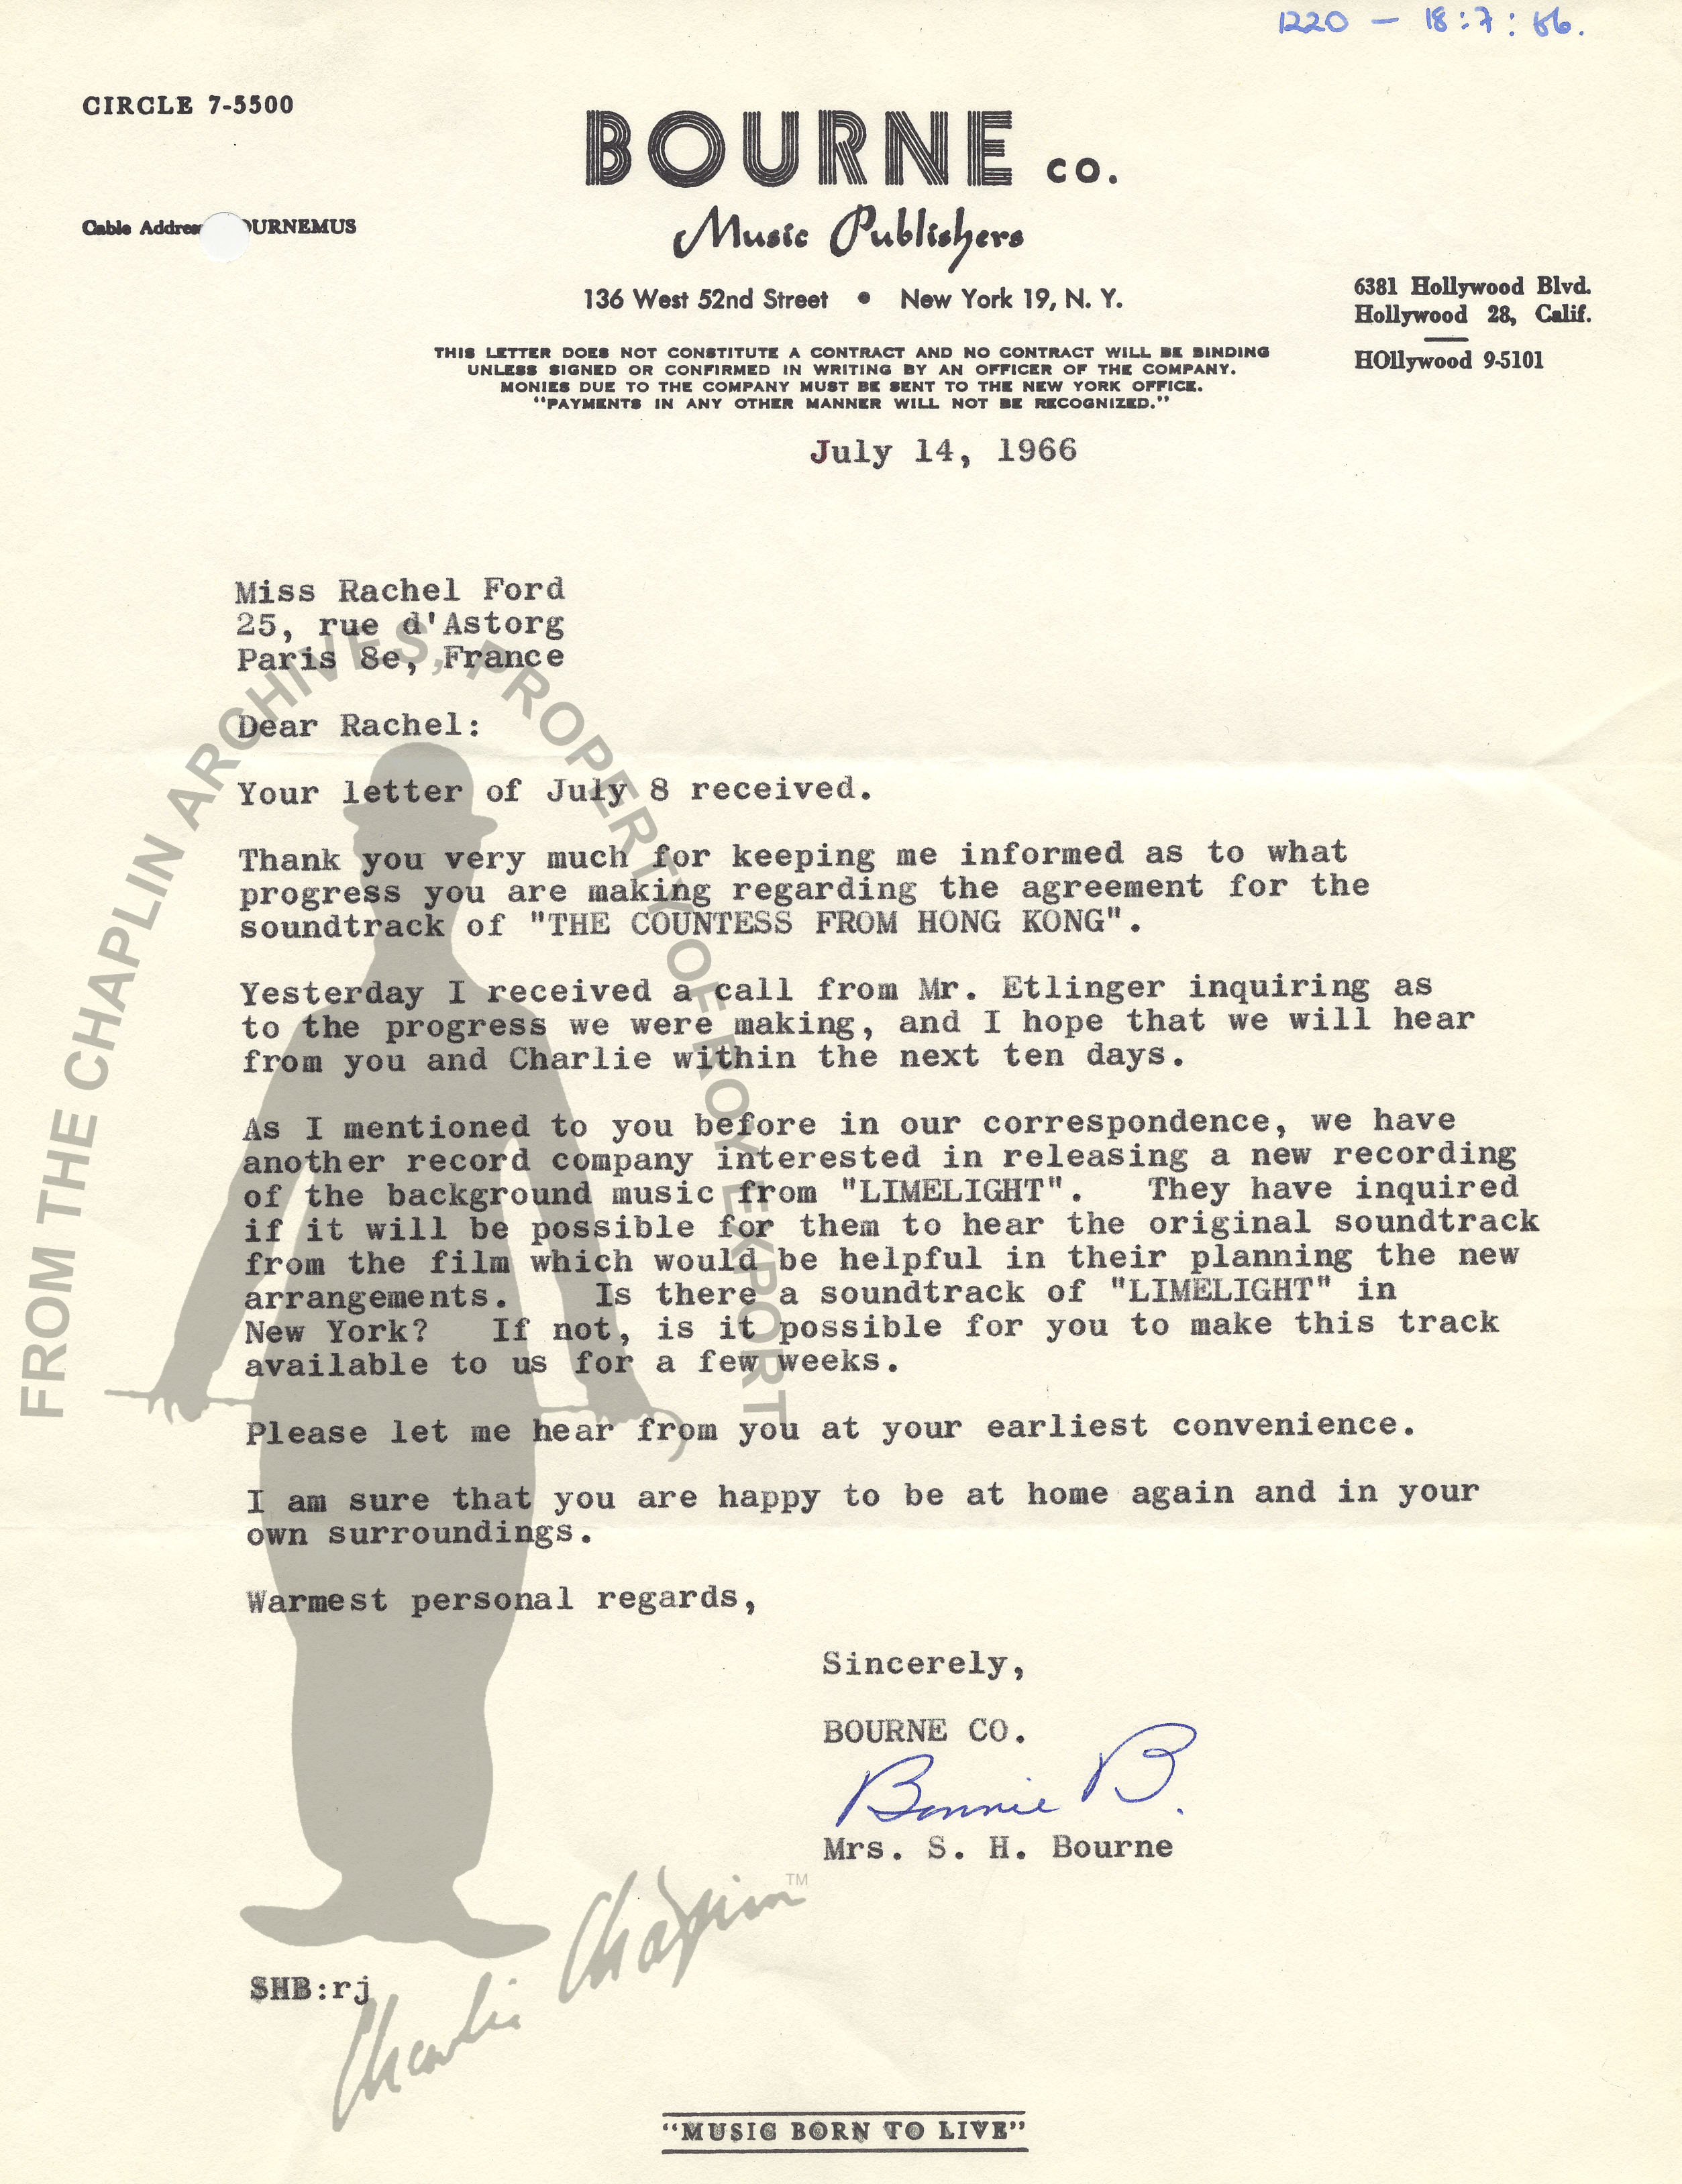 1220 — 18:7:66.
CIRCLE 7-5500
BOURNE CO.
Cable Addres OURNEMUS
Music Publishers
136 West 52nd Street • New York 19, N. Y.
6381 Hollywood Blvd.
Hollywood 28, Calif.
HOllywood 9-5101
THIS LETTER DOES NOT CONSTITUTE A CONTRACT AND NO CONTRACT WILL BE BINDING
UNLESS SIGNED OR CONFIRMED IN WRITING BY AN OFFICER OF THE COMPANY.
MONIES DUE TO THE COMPANY MUST BE SENT TO THE NEW YORK OFFICE.
“PAYMENTS IN ANY OTHER MANNER WILL NOT BE RECOGNIZED.”
July 14, 1966
Miss Rachel Ford
25, rue d'Astorg
Paris 8e, France
Dear Rachel:
Your letter of July 8 received.
Thank you very much for keeping me informed as to what
progress you are making regarding the agreement for the
soundtrack of "THE COUNTESS FROM HONG KONG".
Yesterday I received a call from Mr. Etlinger inquiring as
to the progress we were making, and I hope that we will hear
from you and Charlie within the next ten days.
As I mentioned to you before in our correspondence, we have
another record company interested in releasing a new recording
of the background music from "LIMELIGHT". They have inquired
if it will be possible for them to hear the original soundtrack
from the film which would be helpful in their planning the new
arrangements. Is there a soundtrack of "LIMELIGHT" in
New York? If not, is it possible for you to make this track
available to us for a few weeks.
Please let me hear from you at your earliest convenience.
I am sure that you are happy to be at home again and in your
own surroundings.
Warmest personal regards,
Sincerely,
BOURNE CO.
Bonnie B.
Mrs. S. H. Bourne
SHB:rj
“MUSIC BORN TO LIVE”
FROM THE CHAPLIN ARCHIVES, PROPERTY OF ROY EXPORT
Charlie Chaplin™